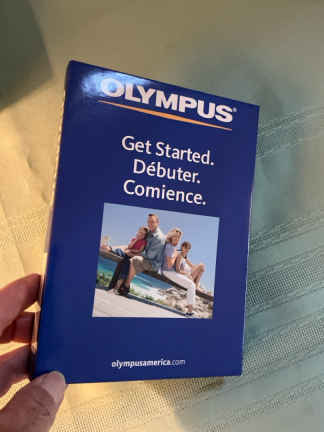 OLYMPUS®
Get Started.
Débuter.
Comience.
olympusamerica.com